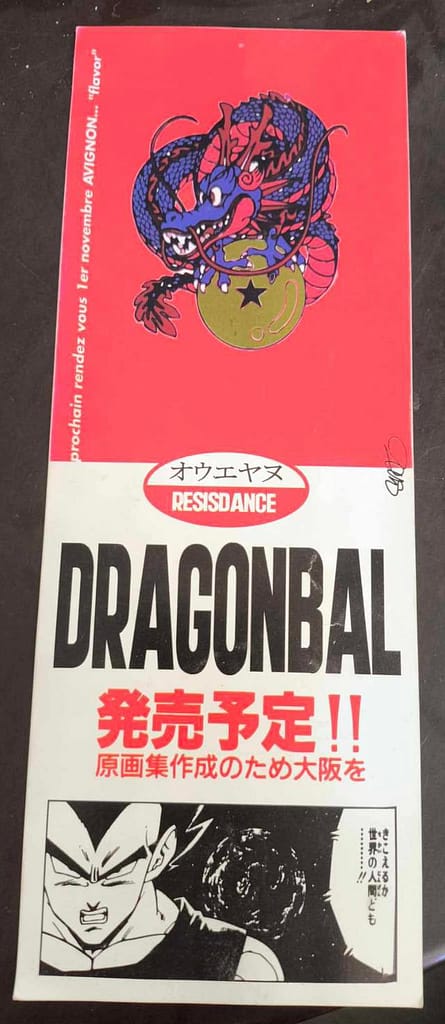 prochain rendez vous 1er novembre AVIGNON... "flavor"
オウエヤヌ
RESISDANCE
DRAGONBAL
発売予定!!
原画集作成のため大阪を
きこえるか
世界の人間ども
…………!!